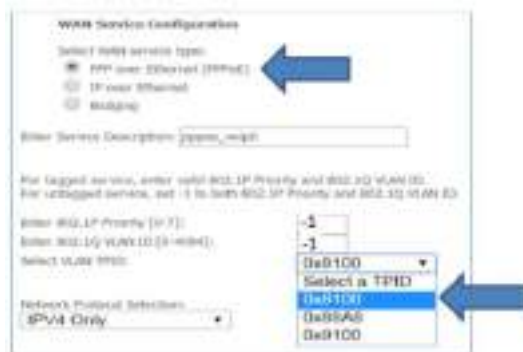 WAN Service Configuration
Select WAN service type:
PPP over Ethernet (PPPoE)
IP over Ethernet
Bridging
Enter Service Description:
For tagged service, enter valid 802.1P Priority and 802.1Q VLAN ID.
For untagged service, set -1 to both 802.1P Priority and 802.1Q VLAN ID.
Enter 802.1P Priority [0-7]: -1
Enter 802.1Q VLAN ID [0-4094]: -1
Select VLAN TPID: 0x8100
Select a TPID
0x8100
0x88A8
0x9100
Network Protocol Selection:
IPV4 Only